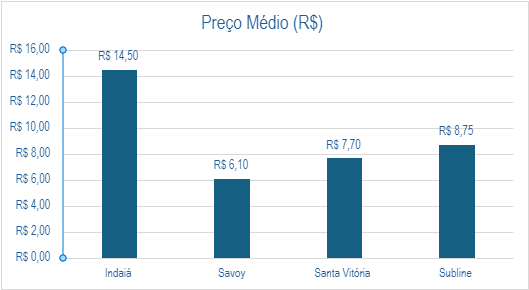 Preço Médio (R$)
R$ 16,00
R$ 14,00
R$ 12,00
R$ 10,00
R$ 8,00
R$ 6,00
R$ 4,00
R$ 2,00
R$ 0,00
R$ 14,50
R$ 6,10
R$ 7,70
R$ 8,75
Indaiá
Savoy
Santa Vitória
Subline